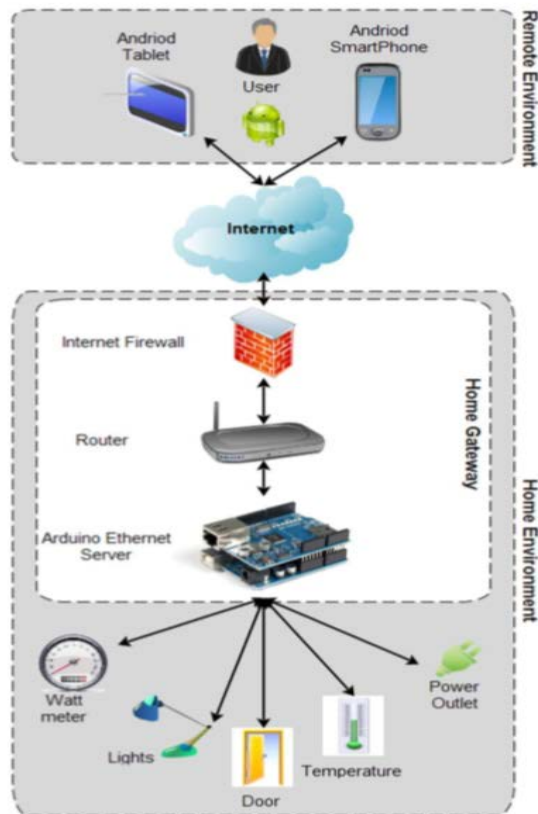 Andriod
Tablet
User
Andriod
SmartPhone
Remote Environment
Internet
Internet Firewall
Router
Arduino Ethernet
Server
Home Gateway
Home Environment
Watt
meter
Lights
Door
Temperature
Power
Outlet